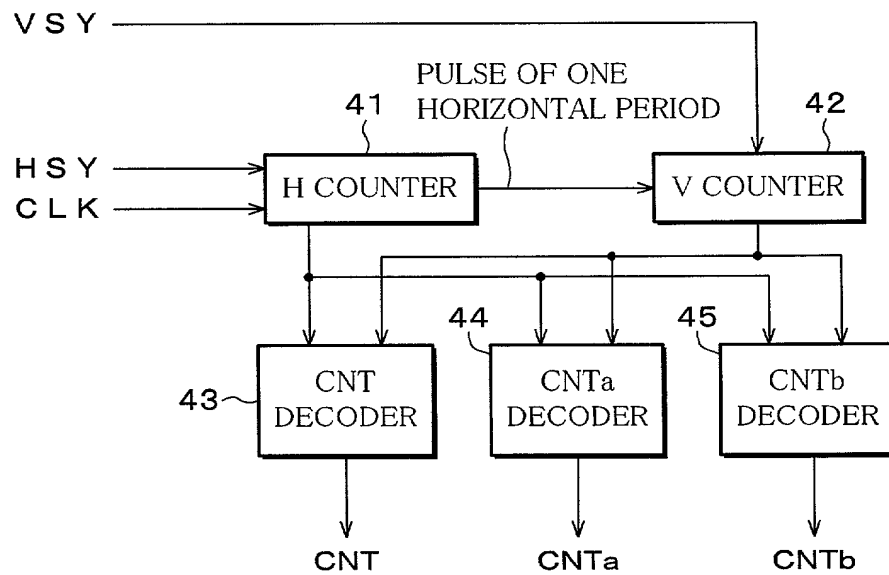 VSY
PULSE OF ONE
HORIZONTAL PERIOD
41
42
HSY
CLK
H COUNTER
V COUNTER
44
45
43
CNT
DECODER
CNTa
DECODER
CNTb
DECODER
CNT
CNTa
CNTb